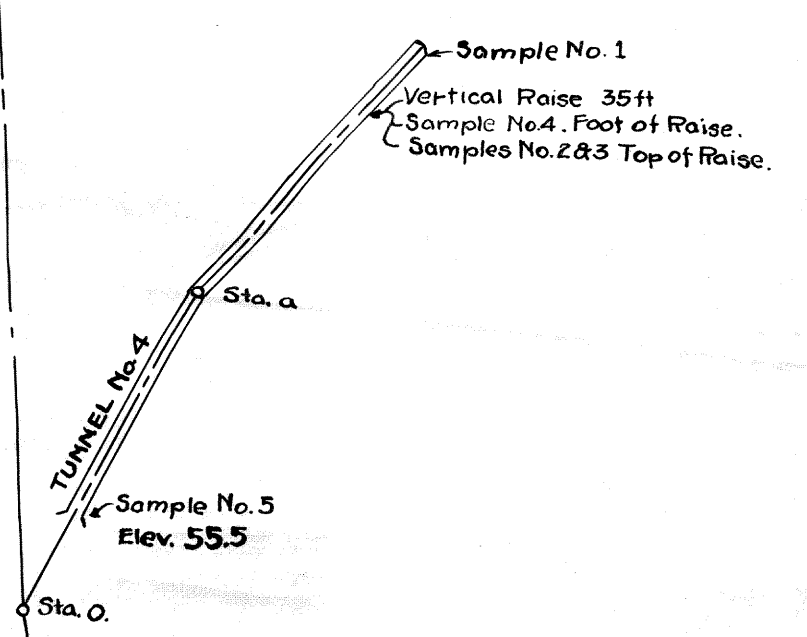 Sample No. 1
Vertical Raise 35ft
Sample No.4. Foot of Raise.
Samples No.2&3 Top of Raise.
Sta. a
TUNNEL No. 4
Sample No. 5
Elev. 55.5
Sta. O.